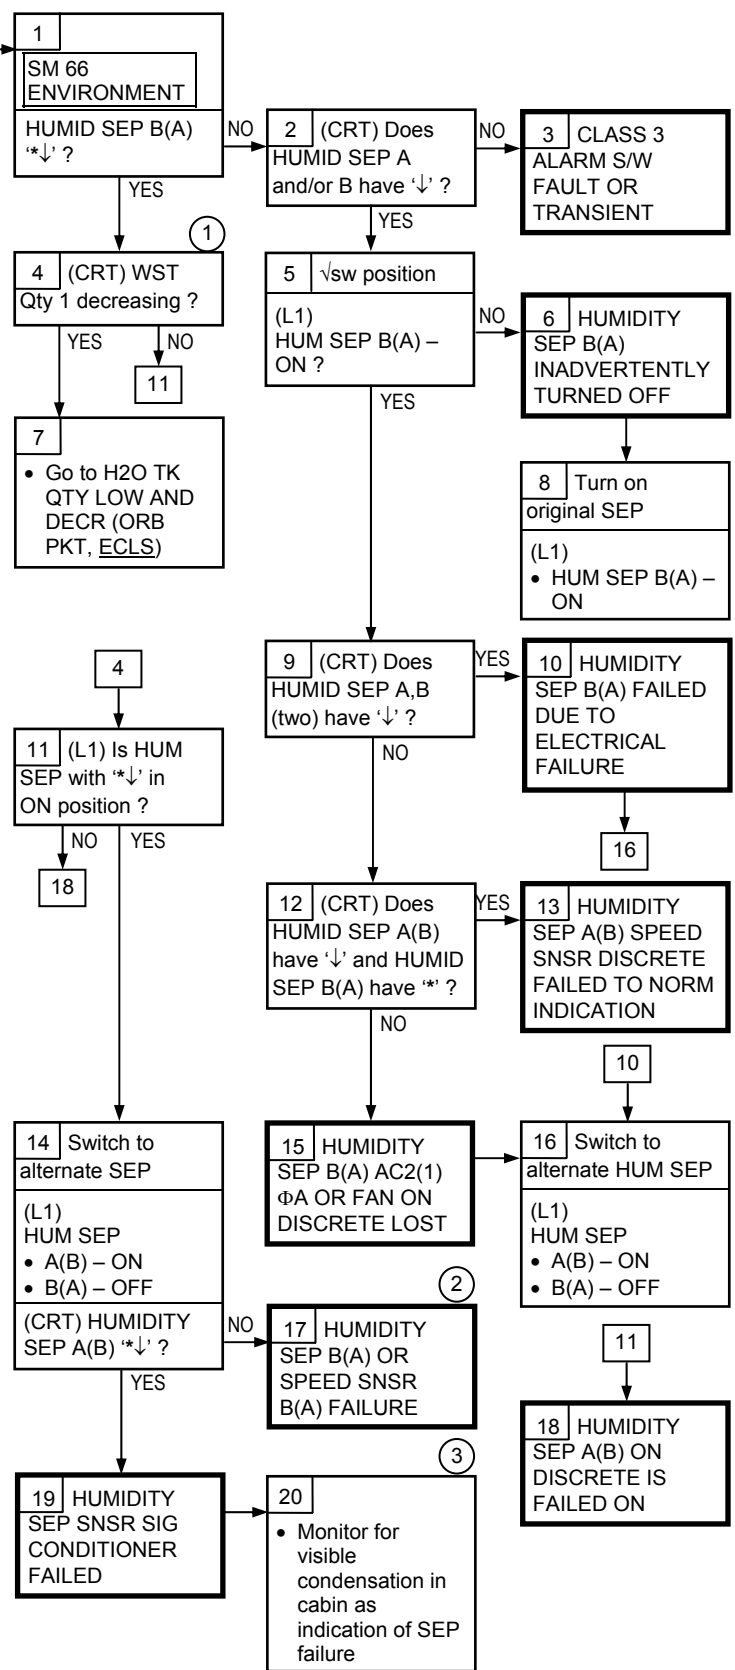 1
SM 66
ENVIRONMENT
HUMID SEP B(A)
‘*↓’ ?
NO
YES
2 (CRT) Does
HUMID SEP A
and/or B have ‘↓’ ?
NO
YES
3 CLASS 3
ALARM S/W
FAULT OR
TRANSIENT
1
4 (CRT) WST
Qty 1 decreasing ?
YES
NO
11
5 √sw position
(L1)
HUM SEP B(A) –
ON ?
NO
YES
6 HUMIDITY
SEP B(A)
INADVERTENTLY
TURNED OFF
7
• Go to H2O TK
QTY LOW AND
DECR (ORB
PKT, ECLS)
8 Turn on
original SEP
(L1)
• HUM SEP B(A) –
ON
4
9 (CRT) Does
HUMID SEP A,B
(two) have ‘↓’ ?
YES
NO
10 HUMIDITY
SEP B(A) FAILED
DUE TO
ELECTRICAL
FAILURE
16
11 (L1) Is HUM
SEP with ‘*↓’ in
ON position ?
NO
YES
18
12 (CRT) Does
HUMID SEP A(B)
have ‘↓’ and HUMID
SEP B(A) have ‘*’ ?
YES
NO
13 HUMIDITY
SEP A(B) SPEED
SNSR DISCRETE
FAILED TO NORM
INDICATION
10
14 Switch to
alternate SEP
(L1)
HUM SEP
• A(B) – ON
• B(A) – OFF
(CRT) HUMIDITY
SEP A(B) ‘*↓’ ?
NO
YES
15 HUMIDITY
SEP B(A) AC2(1)
ΦA OR FAN ON
DISCRETE LOST
16 Switch to
alternate HUM SEP
(L1)
HUM SEP
• A(B) – ON
• B(A) – OFF
2
17 HUMIDITY
SEP B(A) OR
SPEED SNSR
B(A) FAILURE
11
18 HUMIDITY
SEP A(B) ON
DISCRETE IS
FAILED ON
19 HUMIDITY
SEP SNSR SIG
CONDITIONER
FAILED
3
20
• Monitor for
visible
condensation in
cabin as
indication of SEP
failure